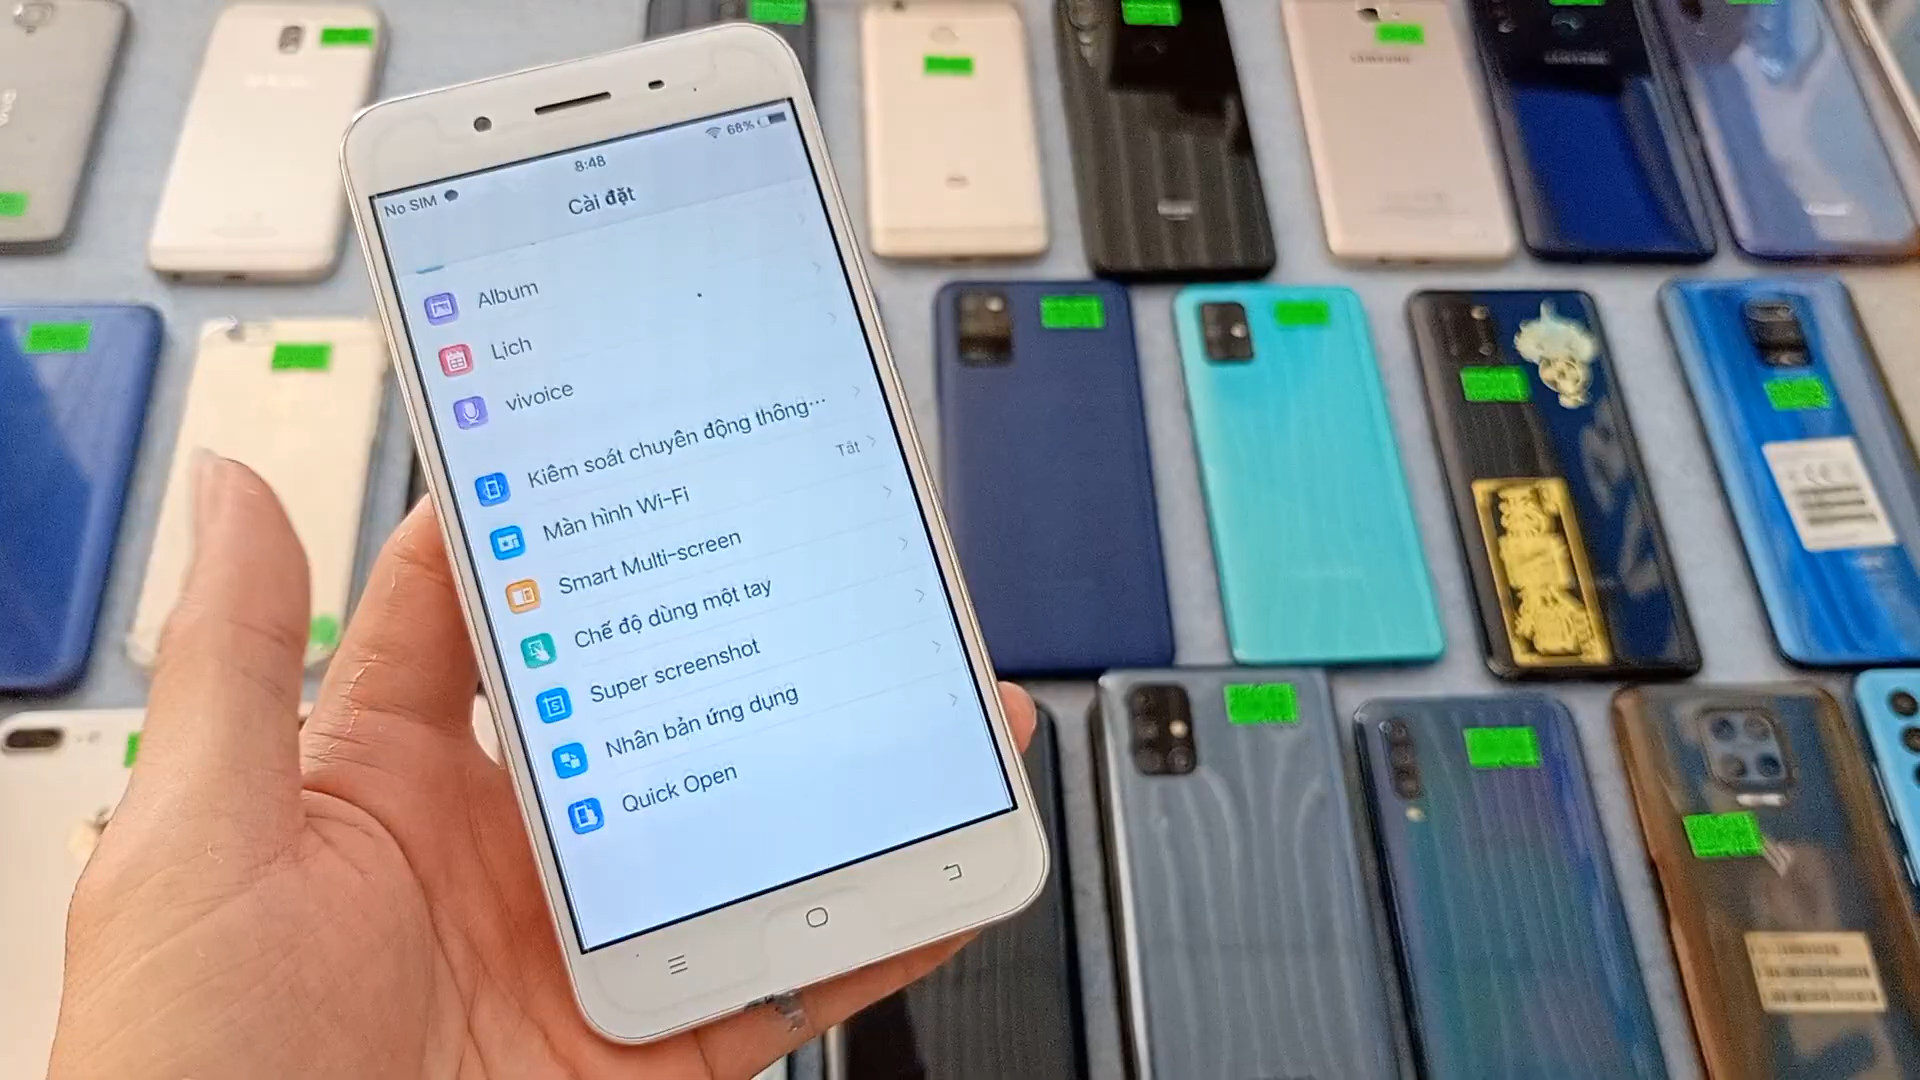 No SIM
8:48
68%
Cài đặt
Album
Lịch
vivoice
Kiểm soát chuyển động thông...
Màn hình Wi-Fi
Tắt
Smart Multi-screen
Chế độ dùng một tay
Super screenshot
Nhân bản ứng dụng
Quick Open
SAMSUNG